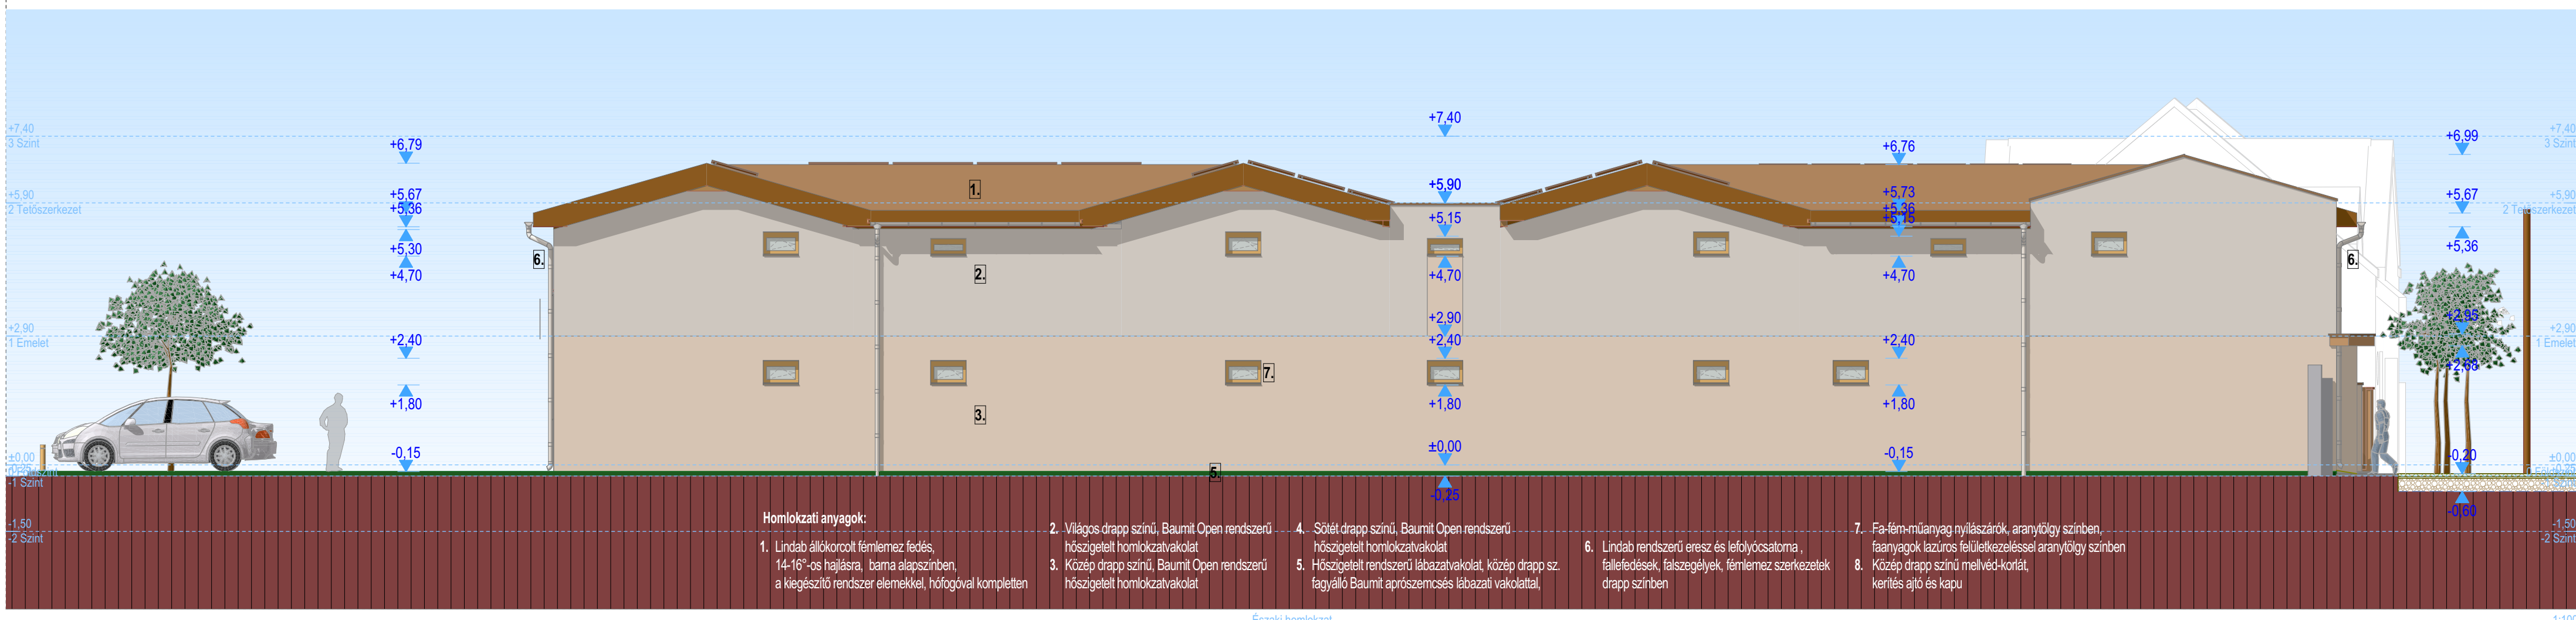 +7,40
3 Szint
+5,90
2 Tetőszerkezet
+2,90
1 Emelet
±0,00
-1 Szint
-1,50
-2 Szint
+6,79
+5,67
+5,36
+5,30
+4,70
+2,40
+1,80
-0,15
6.
1.
2.
3.
7.
5.
+7,40
+5,90
+5,15
+4,70
+2,90
+2,40
+1,80
±0,00
-0,25
+6,76
+5,73
+5,36
+5,15
+4,70
+2,40
+1,80
-0,15
6.
+6,99
+5,67
+5,36
+2,95
+2,68
-0,20
-0,60
+7,40
3 Szint
+5,90
2 Tetőszerkezet
+2,90
1 Emelet
±0,00
-1,50
-2 Szint
Homlokzati anyagok:
1. Lindab állókorcolt fémlemez fedés,
14-16°-os hajlásra, barna alapszínben,
a kiegészítő rendszer elemekkel, hófogóval kompletten
2. Világos drapp színű, Baumit Open rendszerű
hőszigetelt homlokzatvakolat
3. Közép drapp színű, Baumit Open rendszerű
hőszigetelt homlokzatvakolat
4. Sötét drapp színű, Baumit Open rendszerű
hőszigetelt homlokzatvakolat
5. Hőszigetelt rendszerű lábazatvakolat, közép drapp sz.
fagyálló Baumit aprószemcsés lábazati vakolattal,
6. Lindab rendszerű eresz és lefolyócsatorna ,
fallefedések, falszegélyek, fémlemez szerkezetek
drapp színben
7. Fa-fém-műanyag nyílászárók, aranytölgy színben,
faanyagok lazúros felületkezeléssel aranytölgy színben
8. Közép drapp színű mellvéd-korlát,
kerítés ajtó és kapu
Északi homlokzat
1:100